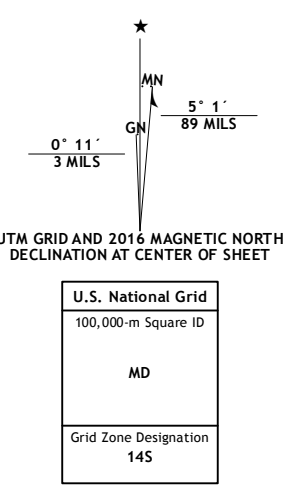 ★
MN
5° 1´
89 MILS
GN
0° 11´
3 MILS
UTM GRID AND 2016 MAGNETIC NORTH
DECLINATION AT CENTER OF SHEET
U.S. National Grid
100,000-m Square ID
MD
Grid Zone Designation
14S